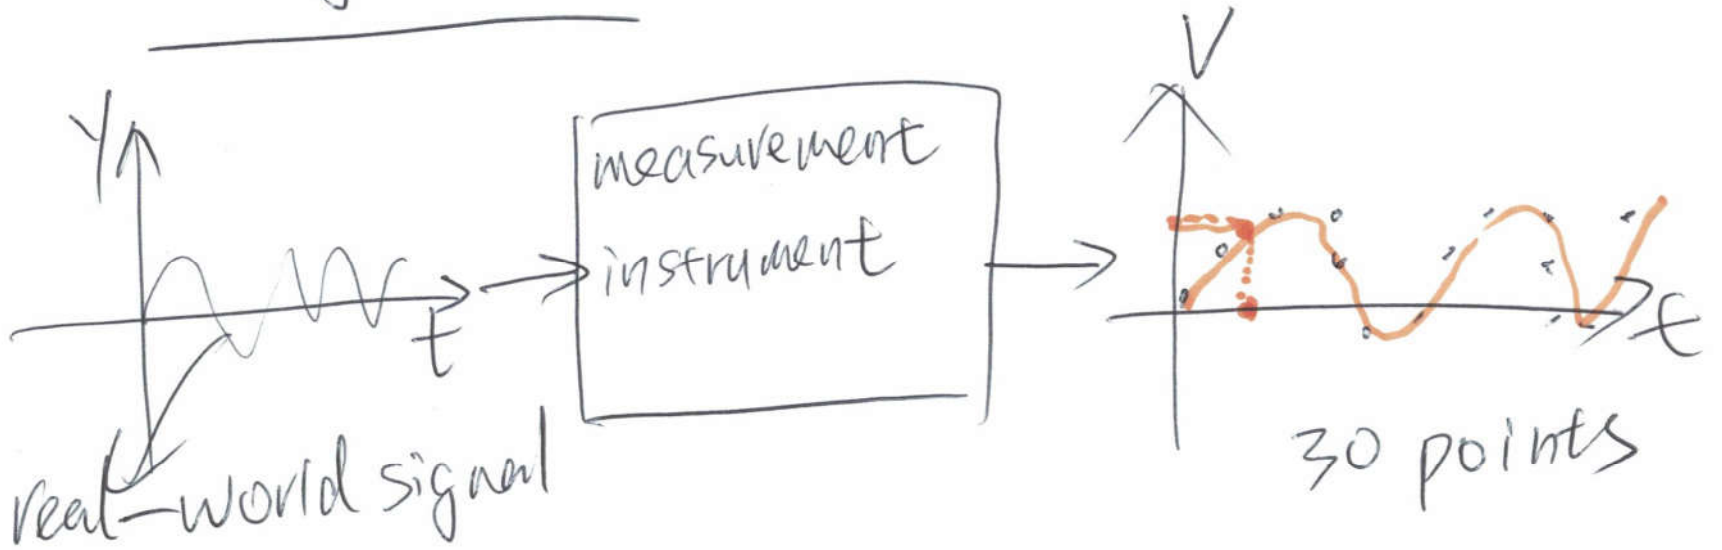 Y
t
real-world signal
measurement
instrument
V
t
30 points